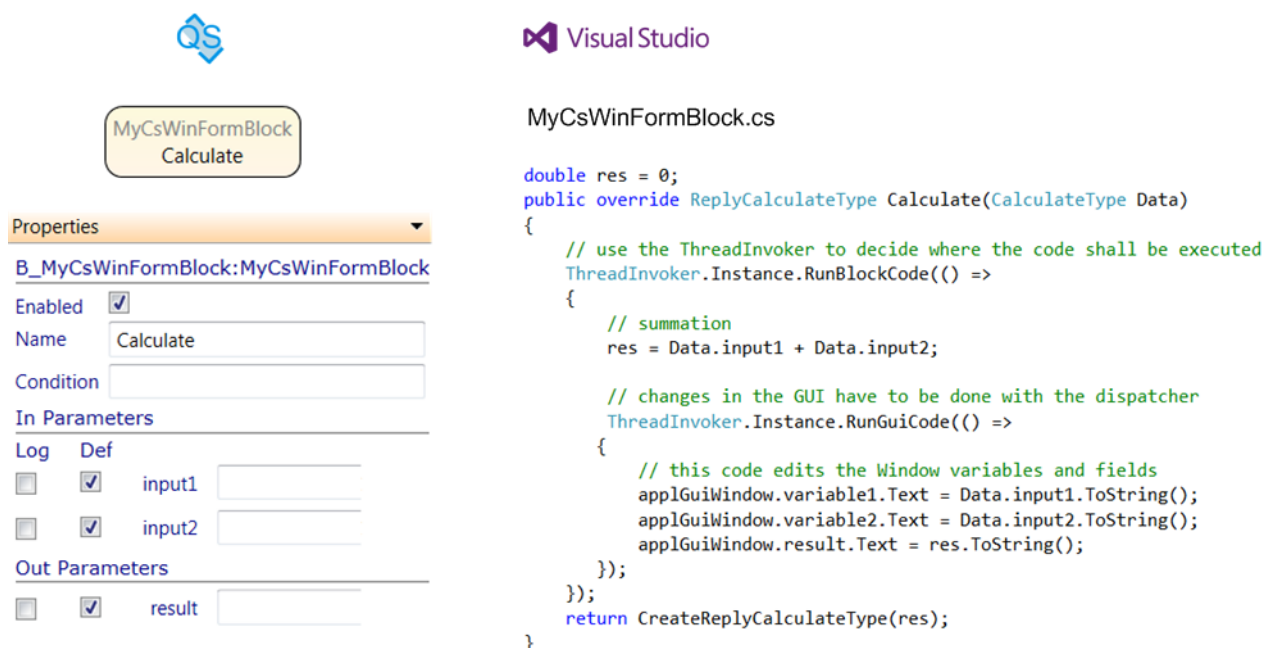 QS
MyCsWinFormBlock
Calculate
Properties
B_MyCsWinFormBlock:MyCsWinFormBlock
Enabled
Name Calculate
Condition
In Parameters
Log Def
input1
input2
Out Parameters
result
Visual Studio
MyCsWinFormBlock.cs
double res = 0;
public override ReplyCalculateType Calculate(CalculateType Data)
{
    // use the ThreadInvoker to decide where the code shall be executed
    ThreadInvoker.Instance.RunBlockCode(() =>
    {
        // summation
        res = Data.input1 + Data.input2;
        // changes in the GUI have to be done with the dispatcher
        ThreadInvoker.Instance.RunGuiCode(() =>
       {
           // this code edits the Window variables and fields
           applGuiWindow.variable1.Text = Data.input1.ToString();
           applGuiWindow.variable2.Text = Data.input2.ToString();
           applGuiWindow.result.Text = res.ToString();
       });
    });
    return CreateReplyCalculateType(res);
}